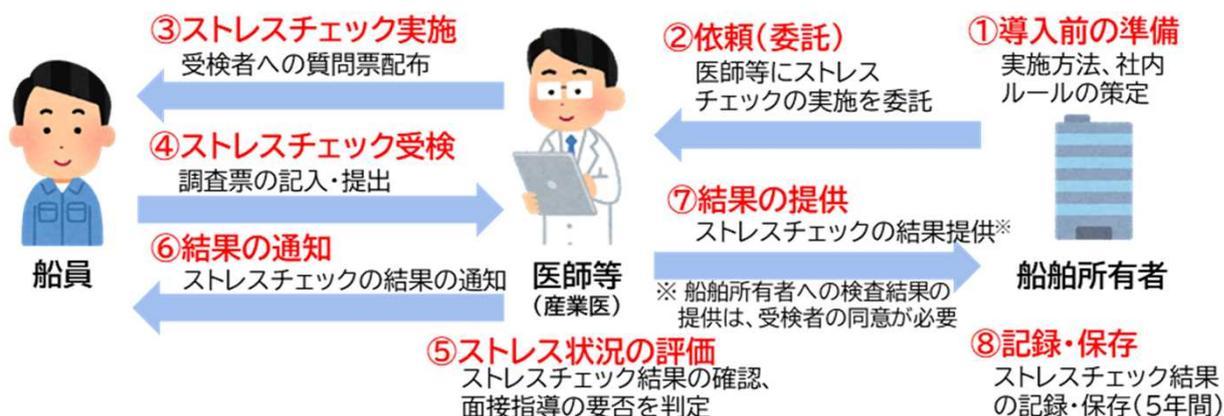 ③ストレスチェック実施
受検者への質問票配布
④ストレスチェック受検
調査票の記入・提出
⑥結果の通知
ストレスチェックの結果の通知
船員
医師等
（産業医）
②依頼（委託）
医師等にストレス
チェックの実施を委託
①導入前の準備
実施方法、社内
ルールの策定
⑦結果の提供
ストレスチェックの結果提供※
※ 船舶所有者への検査結果の
提供は、受検者の同意が必要
船舶所有者
⑤ストレス状況の評価
ストレスチェック結果の確認、
面接指導の要否を判定
⑧記録・保存
ストレスチェック結果
の記録・保存（5年間）